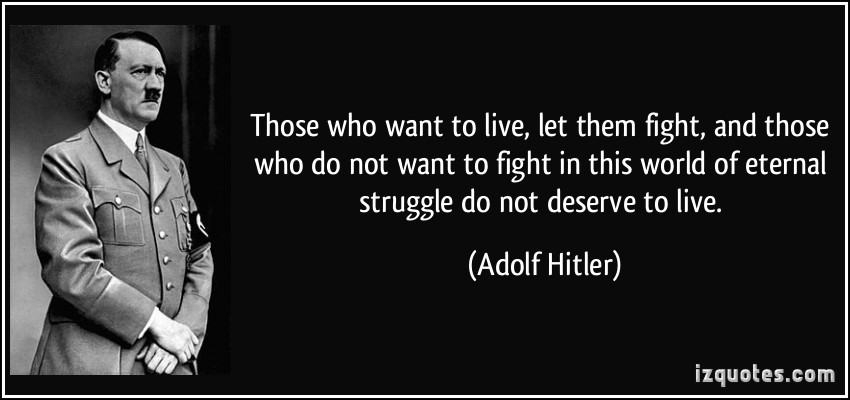 Those who want to live, let them fight, and those
who do not want to fight in this world of eternal
struggle do not deserve to live.
(Adolf Hitler)
izquotes.com